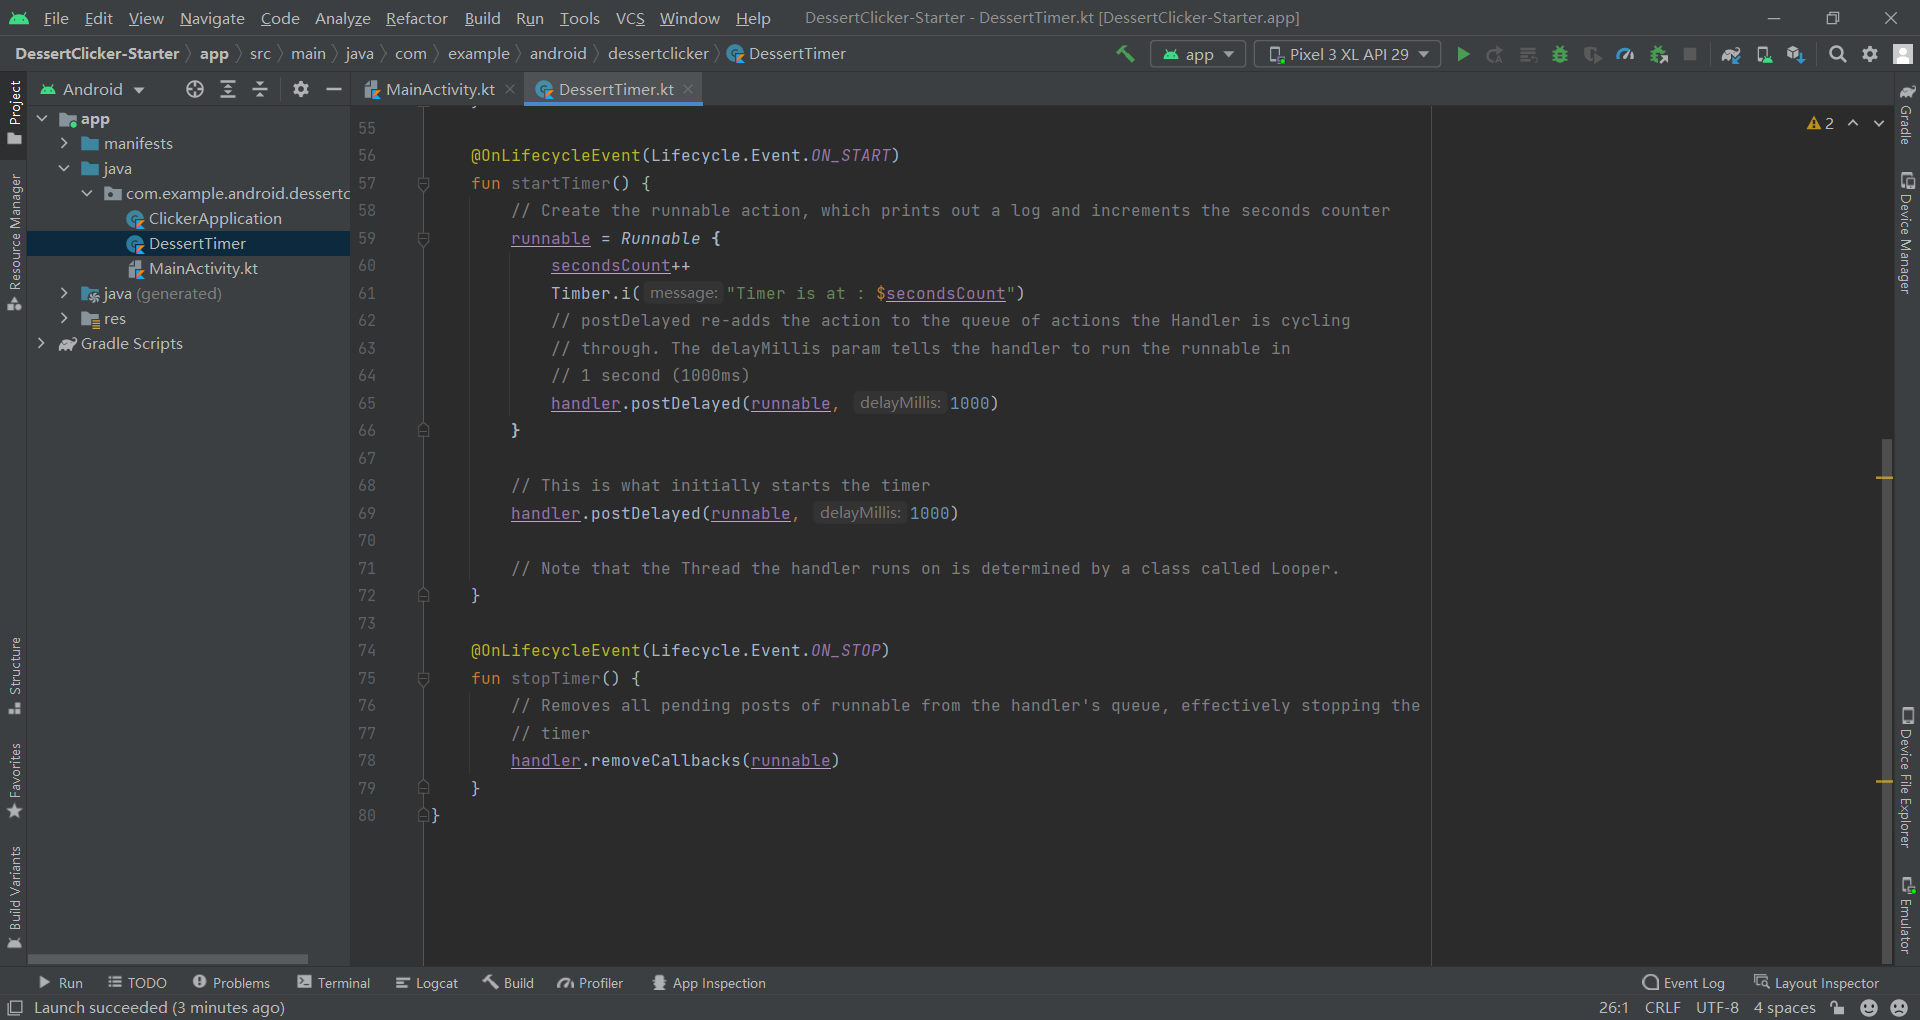 File Edit View Navigate Code Analyze Refactor Build Run Tools VCS Window Help DessertClicker-Starter - DessertTimer.kt [DessertClicker-Starter.app]
DessertClicker-Starter app src main java com example android dessertclicker DessertTimer app Pixel 3 XL API 29
Project
Resource Manager
Structure
Favorites
Build Variants
Android
app
manifests
java
com.example.android.dessertc
ClickerApplication
DessertTimer
MainActivity.kt
java (generated)
res
Gradle Scripts
MainActivity.kt DessertTimer.kt
2
55
56 @OnLifecycleEvent(Lifecycle.Event.ON_START)
57 fun startTimer() {
58 // Create the runnable action, which prints out a log and increments the seconds counter
59 runnable = Runnable {
60 secondsCount++
61 Timber.i( message: "Timer is at : $secondsCount")
62 // postDelayed re-adds the action to the queue of actions the Handler is cycling
63 // through. The delayMillis param tells the handler to run the runnable in
64 // 1 second (1000ms)
65 handler.postDelayed(runnable, delayMillis: 1000)
66 }
67
68 // This is what initially starts the timer
69 handler.postDelayed(runnable, delayMillis: 1000)
70
71 // Note that the Thread the handler runs on is determined by a class called Looper.
72 }
73
74 @OnLifecycleEvent(Lifecycle.Event.ON_STOP)
75 fun stopTimer() {
76 // Removes all pending posts of runnable from the handler's queue, effectively stopping the
77 // timer
78 handler.removeCallbacks(runnable)
79 }
80 }
Gradle
Device Manager
Device File Explorer
Emulator
Run TODO Problems Terminal Logcat Build Profiler App Inspection Event Log Layout Inspector
Launch succeeded (3 minutes ago) 26:1 CRLF UTF-8 4 spaces